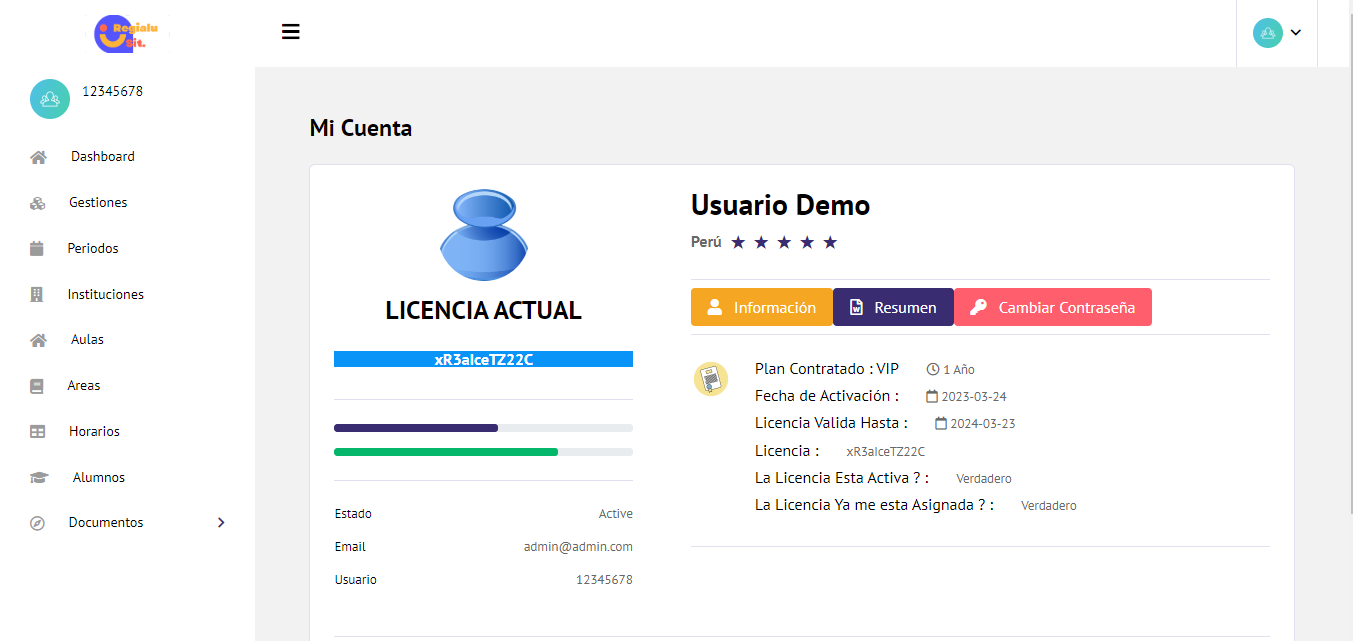 Regialu
Sit.
12345678
Dashboard
Gestiones
Periodos
Instituciones
Aulas
Areas
Horarios
Alumnos
Documentos
Mi Cuenta
LICENCIA ACTUAL
xR3aIceTZ22C
Estado Active
Email admin@admin.com
Usuario 12345678
Usuario Demo
Perú
Información Resumen Cambiar Contraseña
Plan Contratado : VIP 1 Año
Fecha de Activación : 2023-03-24
Licencia Valida Hasta : 2024-03-23
Licencia : xR3aIceTZ22C
La Licencia Esta Activa ? : Verdadero
La Licencia Ya me esta Asignada ? : Verdadero